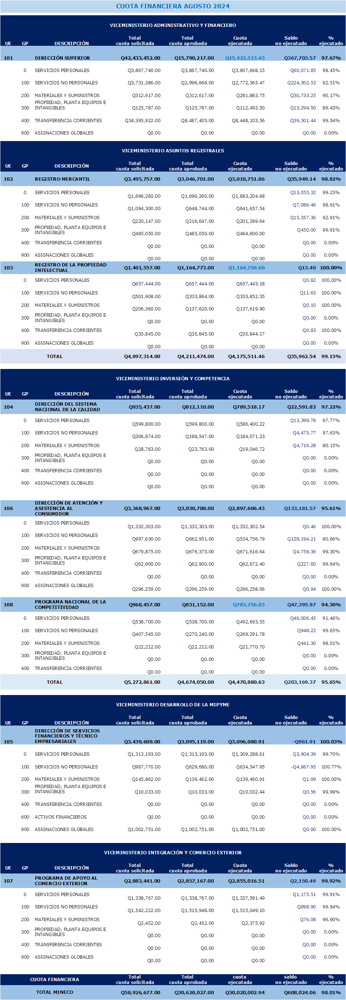 CUOTA FINANCIERA AGOSTO 2024
VICEMINISTERIO ADMINISTRATIVO Y FINANCIERO
UE GP DESCRIPCIÓN Total cuota solicitada Total cuota aprobada Cuota ejecutada Saldo no ejecutado % ejecutado
101 DIRECCIÓN SUPERIOR Q42,433,452.00 Q15,790,217.00 Q15,422,513.43 Q367,703.57 97.67%
0 SERVICIOS PERSONALES Q3,867,740.00 Q3,867,740.00 Q3,807,668.15 Q60,071.85 98.45%
100 SERVICIOS NO PERSONALES Q3,731,386.00 Q2,996,668.00 Q2,772,365.47 Q224,302.53 92.51%
200 MATERIALES Y SUMINISTROS Q312,617.00 Q312,617.00 Q281,883.75 Q30,733.25 90.17%
300 PROPIEDAD, PLANTA EQUIPOS E INTANGIBLES Q125,787.00 Q125,787.00 Q112,492.50 Q13,294.50 89.43%
400 TRANSFERENCIA CORRIENTES Q34,395,922.00 Q8,487,405.00 Q8,448,103.56 Q39,301.44 99.54%
900 ASIGNACIONES GLOBALES Q0.00 Q0.00 Q0.00 Q0.00 0.00%
VICEMINISTERIO ASUNTOS REGISTRALES
UE GP DESCRIPCIÓN Total cuota solicitada Total cuota aprobada Cuota ejecutada Saldo no ejecutado % ejecutado
102 REGISTRO MERCANTIL Q3,495,757.00 Q3,046,701.00 Q3,010,751.86 Q35,949.14 98.82%
0 SERVICIOS PERSONALES Q1,696,260.00 Q1,696,260.00 Q1,683,204.68 Q13,055.32 99.23%
100 SERVICIOS NO PERSONALES Q1,094,300.00 Q648,744.00 Q641,657.54 Q7,086.46 98.91%
200 MATERIALES Y SUMINISTROS Q220,147.00 Q216,647.00 Q201,289.64 Q15,357.36 92.91%
300 PROPIEDAD, PLANTA EQUIPOS E INTANGIBLES Q485,050.00 Q485,050.00 Q484,600.00 Q450.00 99.91%
400 TRANSFERENCIA CORRIENTES Q0.00 Q0.00 Q0.00 Q0.00 0.00%
900 ASIGNACIONES GLOBALES Q0.00 Q0.00 Q0.00 Q0.00 0.00%
103 REGISTRO DE LA PROPIEDAD INTELECTUAL Q1,401,557.00 Q1,164,773.00 Q1,164,759.60 Q13.40 100.00%
0 SERVICIOS PERSONALES Q657,444.00 Q657,444.00 Q657,443.18 Q0.82 100.00%
100 SERVICIOS NO PERSONALES Q501,908.00 Q333,864.00 Q333,852.35 Q11.65 100.00%
200 MATERIALES Y SUMINISTROS Q206,360.00 Q137,620.00 Q137,619.90 Q0.10 100.00%
300 PROPIEDAD, PLANTA EQUIPOS E INTANGIBLES Q0.00 Q0.00 Q0.00 Q0.00 0.00%
400 TRANSFERENCIA CORRIENTES Q35,845.00 Q35,845.00 Q35,844.17 Q0.83 100.00%
900 ASIGNACIONES GLOBALES Q0.00 Q0.00 Q0.00 Q0.00 0.00%
TOTAL Q4,897,314.00 Q4,211,474.00 Q4,175,511.46 Q35,962.54 99.15%
VICEMINISTERIO INVERSIÓN Y COMPETENCIA
UE GP DESCRIPCIÓN Total cuota solicitada Total cuota aprobada Cuota ejecutada Saldo no ejecutado % ejecutado
104 DIRECCIÓN DEL SISTEMA NACIONAL DE LA CALIDAD Q935,437.00 Q812,110.00 Q789,518.17 Q22,591.83 97.22%
0 SERVICIOS PERSONALES Q599,800.00 Q599,800.00 Q586,400.22 Q13,399.78 97.77%
100 SERVICIOS NO PERSONALES Q306,874.00 Q188,547.00 Q184,071.23 Q4,475.77 97.63%
200 MATERIALES Y SUMINISTROS Q28,763.00 Q23,763.00 Q19,046.72 Q4,716.28 80.15%
300 PROPIEDAD, PLANTA EQUIPOS E INTANGIBLES Q0.00 Q0.00 Q0.00 Q0.00 0.00%
400 TRANSFERENCIA CORRIENTES Q0.00 Q0.00 Q0.00 Q0.00 0.00%
900 ASIGNACIONES GLOBALES Q0.00 Q0.00 Q0.00 Q0.00 0.00%
106 DIRECCIÓN DE ATENCIÓN Y ASISTENCIA AL CONSUMIDOR Q3,368,967.00 Q3,030,788.00 Q2,897,606.43 Q133,181.57 95.61%
0 SERVICIOS PERSONALES Q1,332,303.00 Q1,332,303.00 Q1,332,302.54 Q0.46 100.00%
100 SERVICIOS NO PERSONALES Q997,630.00 Q662,951.00 Q534,756.79 Q128,194.21 80.66%
200 MATERIALES Y SUMINISTROS Q679,875.00 Q676,375.00 Q671,616.64 Q4,758.36 99.30%
300 PROPIEDAD, PLANTA EQUIPOS E INTANGIBLES Q62,900.00 Q62,900.00 Q62,672.40 Q227.60 99.64%
400 TRANSFERENCIA CORRIENTES Q0.00 Q0.00 Q0.00 Q0.00 0.00%
900 ASIGNACIONES GLOBALES Q296,259.00 Q296,259.00 Q296,258.06 Q0.94 100.00%
108 PROGRAMA NACIONAL DE LA COMPETITIVIDAD Q968,457.00 Q831,152.00 Q783,756.03 Q47,395.97 94.30%
0 SERVICIOS PERSONALES Q538,700.00 Q538,700.00 Q492,693.55 Q46,006.45 91.46%
100 SERVICIOS NO PERSONALES Q407,545.00 Q270,240.00 Q269,291.78 Q948.22 99.65%
200 MATERIALES Y SUMINISTROS Q22,212.00 Q22,212.00 Q21,770.70 Q441.30 98.01%
300 PROPIEDAD, PLANTA EQUIPOS E INTANGIBLES Q0.00 Q0.00 Q0.00 Q0.00 0.00%
400 TRANSFERENCIA CORRIENTES Q0.00 Q0.00 Q0.00 Q0.00 0.00%
TOTAL Q5,272,861.00 Q4,674,050.00 Q4,470,880.63 Q203,169.37 95.65%
VICEMINISTERIO DESARROLLO DE LA MIPYME
UE GP DESCRIPCIÓN Total cuota solicitada Total cuota aprobada Cuota ejecutada Saldo no ejecutado % ejecutado
105 DIRECCIÓN DE SERVICIOS FINANCIEROS Y TÉCNICO EMPRESARIALES Q3,439,609.00 Q3,095,119.00 Q3,096,080.91 -Q961.91 100.03%
0 SERVICIOS PERSONALES Q1,313,193.00 Q1,313,193.00 Q1,309,288.61 Q3,904.39 99.70%
100 SERVICIOS NO PERSONALES Q967,770.00 Q629,680.00 Q634,547.95 -Q4,867.95 100.77%
200 MATERIALES Y SUMINISTROS Q145,862.00 Q139,462.00 Q139,460.91 Q1.09 100.00%
300 PROPIEDAD, PLANTA EQUIPOS E INTANGIBLES Q10,033.00 Q10,033.00 Q10,032.44 Q0.56 99.99%
400 TRANSFERENCIA CORRIENTES Q0.00 Q0.00 Q0.00 Q0.00 0.00%
600 ACTIVOS FINANCIEROS Q0.00 Q0.00 Q0.00 Q0.00 0.00%
900 ASIGNACIONES GLOBALES Q1,002,751.00 Q1,002,751.00 Q1,002,751.00 Q0.00 100.00%
VICEMINISTERIO INTEGRACIÓN Y COMERCIO EXTERIOR
UE GP DESCRIPCIÓN Total cuota solicitada Total cuota aprobada Cuota ejecutada Saldo no ejecutado % ejecutado
107 PROGRAMA DE APOYO AL COMERCIO EXTERIOR Q2,883,441.00 Q2,857,167.00 Q2,855,016.51 Q2,150.49 99.92%
0 SERVICIOS PERSONALES Q1,338,767.00 Q1,338,767.00 Q1,337,591.49 Q1,175.51 99.91%
100 SERVICIOS NO PERSONALES Q1,542,222.00 Q1,515,948.00 Q1,515,049.10 Q898.90 99.94%
200 MATERIALES Y SUMINISTROS Q2,452.00 Q2,452.00 Q2,375.92 Q76.08 96.90%
300 PROPIEDAD, PLANTA EQUIPOS E INTANGIBLES Q0.00 Q0.00 Q0.00 Q0.00 0.00%
400 TRANSFERENCIA CORRIENTES Q0.00 Q0.00 Q0.00 Q0.00 0.00%
900 ASIGNACIONES GLOBALES Q0.00 Q0.00 Q0.00 Q0.00 0.00%
CUOTA FINANCIERA Total cuota solicitada Total cuota aprobada cuota ejecutada saldo no ejecutado % ejecutado
TOTAL MINECO Q58,926,677.00 Q30,628,027.00 Q30,020,002.94 Q608,024.06 98.01%